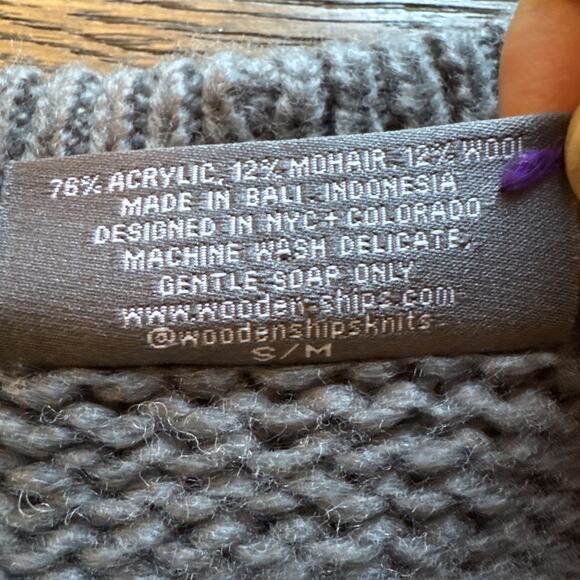 76% ACRYLIC, 12% MOHAIR, 12% WOOL
MADE IN BALI, INDONESIA
DESIGNED IN NYC + COLORADO
MACHINE WASH DELICATE,
GENTLE SOAP ONLY
www.wooden-ships.com
@woodenshipsknits
S/M